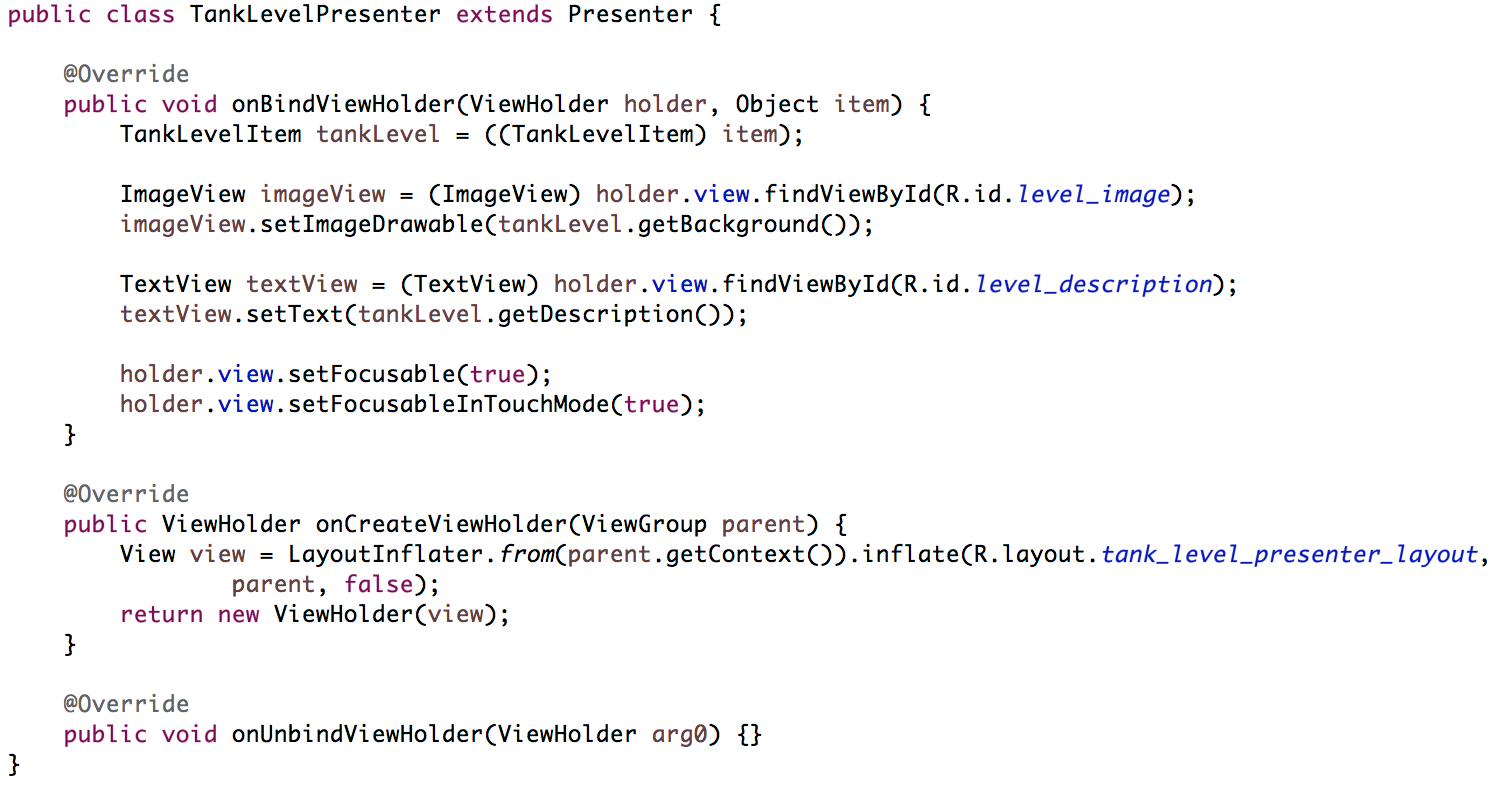 public class TankLevelPresenter extends Presenter {

    @Override
    public void onBindViewHolder(ViewHolder holder, Object item) {
        TankLevelItem tankLevel = ((TankLevelItem) item);

        ImageView imageView = (ImageView) holder.view.findViewById(R.id.level_image);
        imageView.setImageDrawable(tankLevel.getBackground());

        TextView textView = (TextView) holder.view.findViewById(R.id.level_description);
        textView.setText(tankLevel.getDescription());

        holder.view.setFocusable(true);
        holder.view.setFocusableInTouchMode(true);
    }

    @Override
    public ViewHolder onCreateViewHolder(ViewGroup parent) {
        View view = LayoutInflater.from(parent.getContext()).inflate(R.layout.tank_level_presenter_layout,
                parent, false);
        return new ViewHolder(view);
    }

    @Override
    public void onUnbindViewHolder(ViewHolder arg0) {}
}